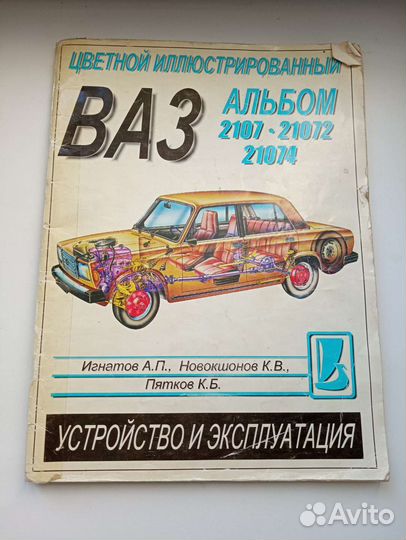 ЦВЕТНОЙ ИЛЛЮСТРИРОВАННЫЙ
ВАЗ
АЛЬБОМ
2107 - 21072
21074
Игнатов А.П., Новокшонов К.В.,
Пятков К.Б.
УСТРОЙСТВО И ЭКСПЛУАТАЦИЯ
Avito